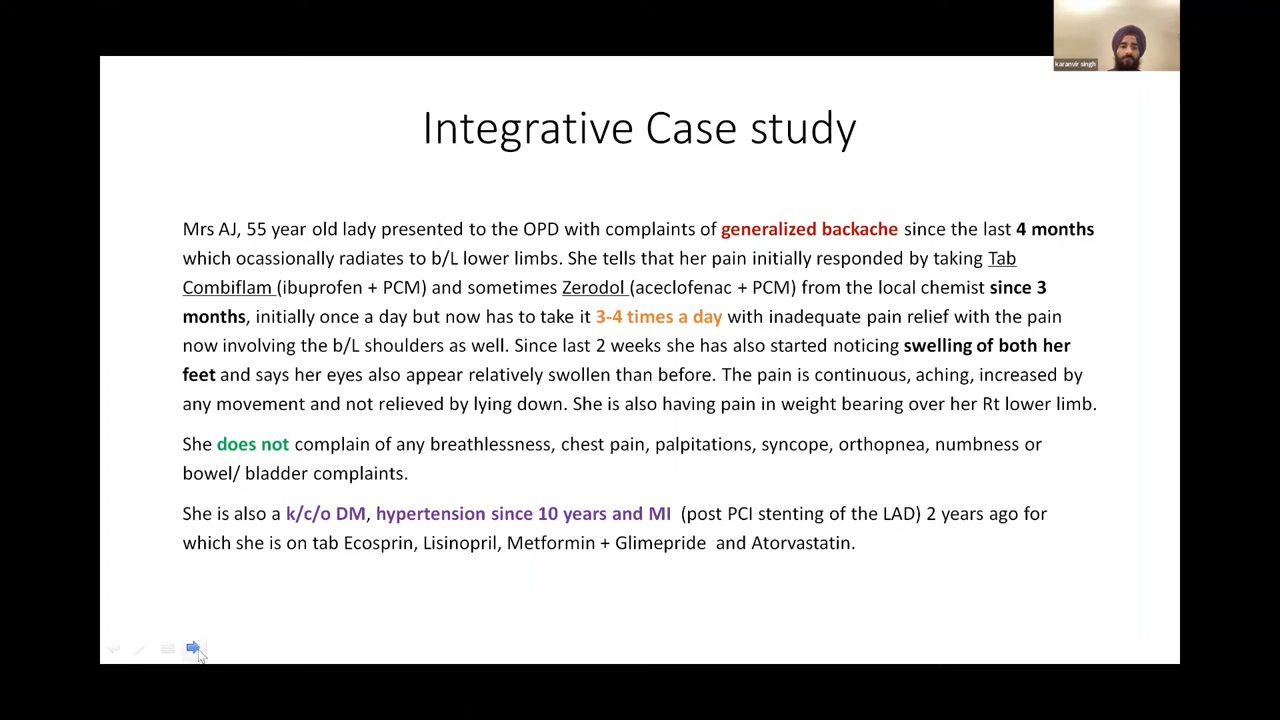 karanvir singh
Integrative Case study
Mrs AJ, 55 year old lady presented to the OPD with complaints of generalized backache since the last 4 months
which ocassionally radiates to b/L lower limbs. She tells that her pain initially responded by taking Tab
Combiflam (ibuprofen + PCM) and sometimes Zerodol (aceclofenac + PCM) from the local chemist since 3
months, initially once a day but now has to take it 3-4 times a day with inadequate pain relief with the pain
now involving the b/L shoulders as well. Since last 2 weeks she has also started noticing swelling of both her
feet and says her eyes also appear relatively swollen than before. The pain is continuous, aching, increased by
any movement and not relieved by lying down. She is also having pain in weight bearing over her Rt lower limb.
She does not complain of any breathlessness, chest pain, palpitations, syncope, orthopnea, numbness or
bowel/ bladder complaints.
She is also a k/c/o DM, hypertension since 10 years and MI (post PCI stenting of the LAD) 2 years ago for
which she is on tab Ecosprin, Lisinopril, Metformin + Glimepride and Atorvastatin.